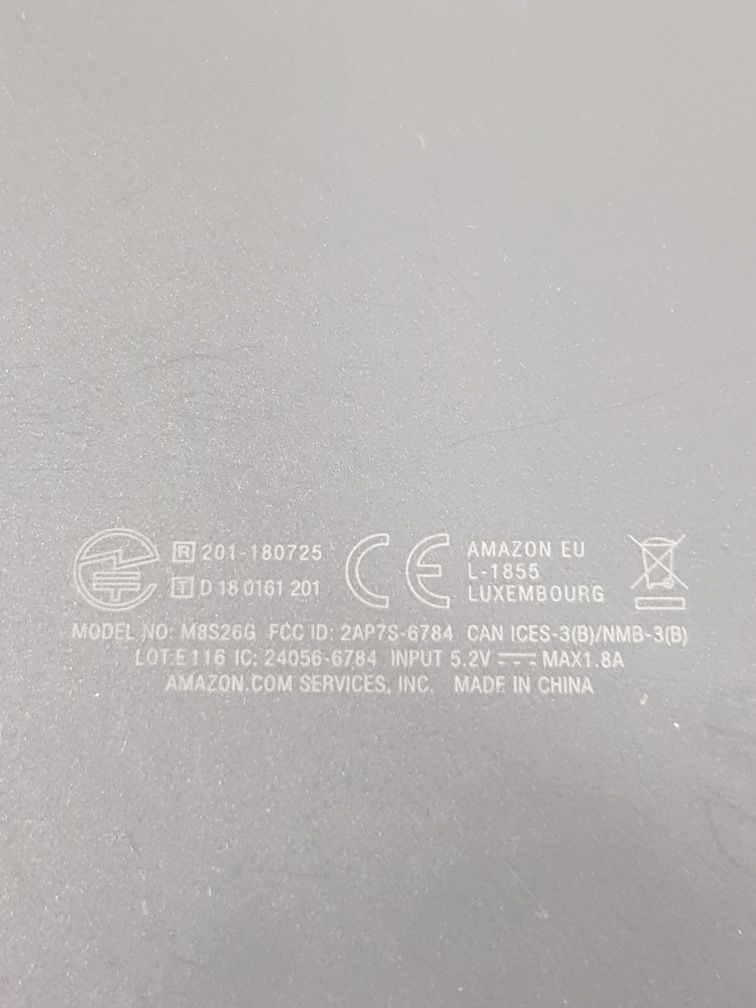 R 201-180725
T D 18 0161 201
CE
AMAZON EU
L-1855
LUXEMBOURG
MODEL NO: M8S26G FCC ID: 2AP7S-6784 CAN ICES-3(B)/NMB-3(B)
LOT E116 IC: 24056-6784 INPUT 5.2V MAX1.8A
AMAZON.COM SERVICES, INC. MADE IN CHINA